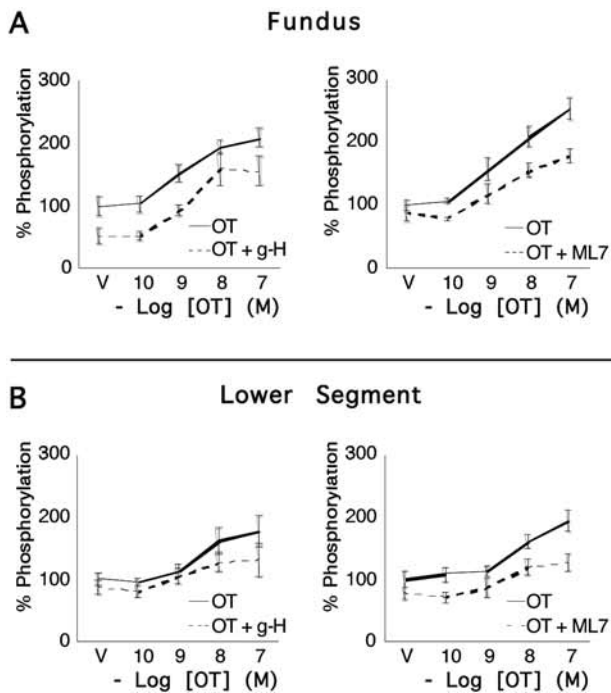 A
Fundus
% Phosphorylation
300
200
100
0
OT
OT + g-H
V 10 9 8 7
- Log [OT] (M)
% Phosphorylation
300
200
100
0
OT
OT + ML7
V 10 9 8 7
- Log [OT] (M)
B
Lower Segment
% Phosphorylation
300
200
100
0
OT
OT + g-H
V 10 9 8 7
- Log [OT] (M)
% Phosphorylation
300
200
100
0
OT
OT + ML7
V 10 9 8 7
- Log [OT] (M)